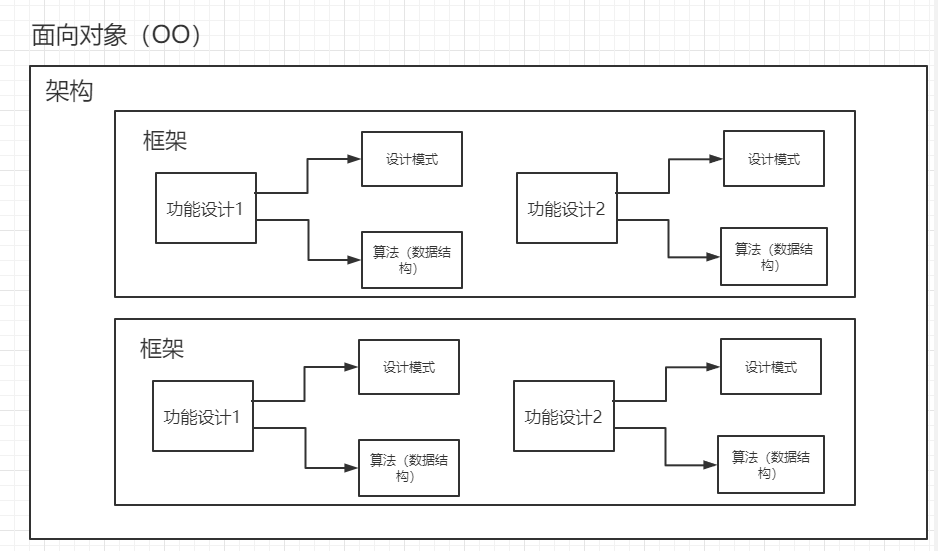 面向对象（OO）
架构
框架
设计模式
设计模式
功能设计1
功能设计2
算法（数据结
构）
算法（数据结
构）
框架
设计模式
设计模式
功能设计1
功能设计2
算法（数据结
构）
算法（数据结
构）